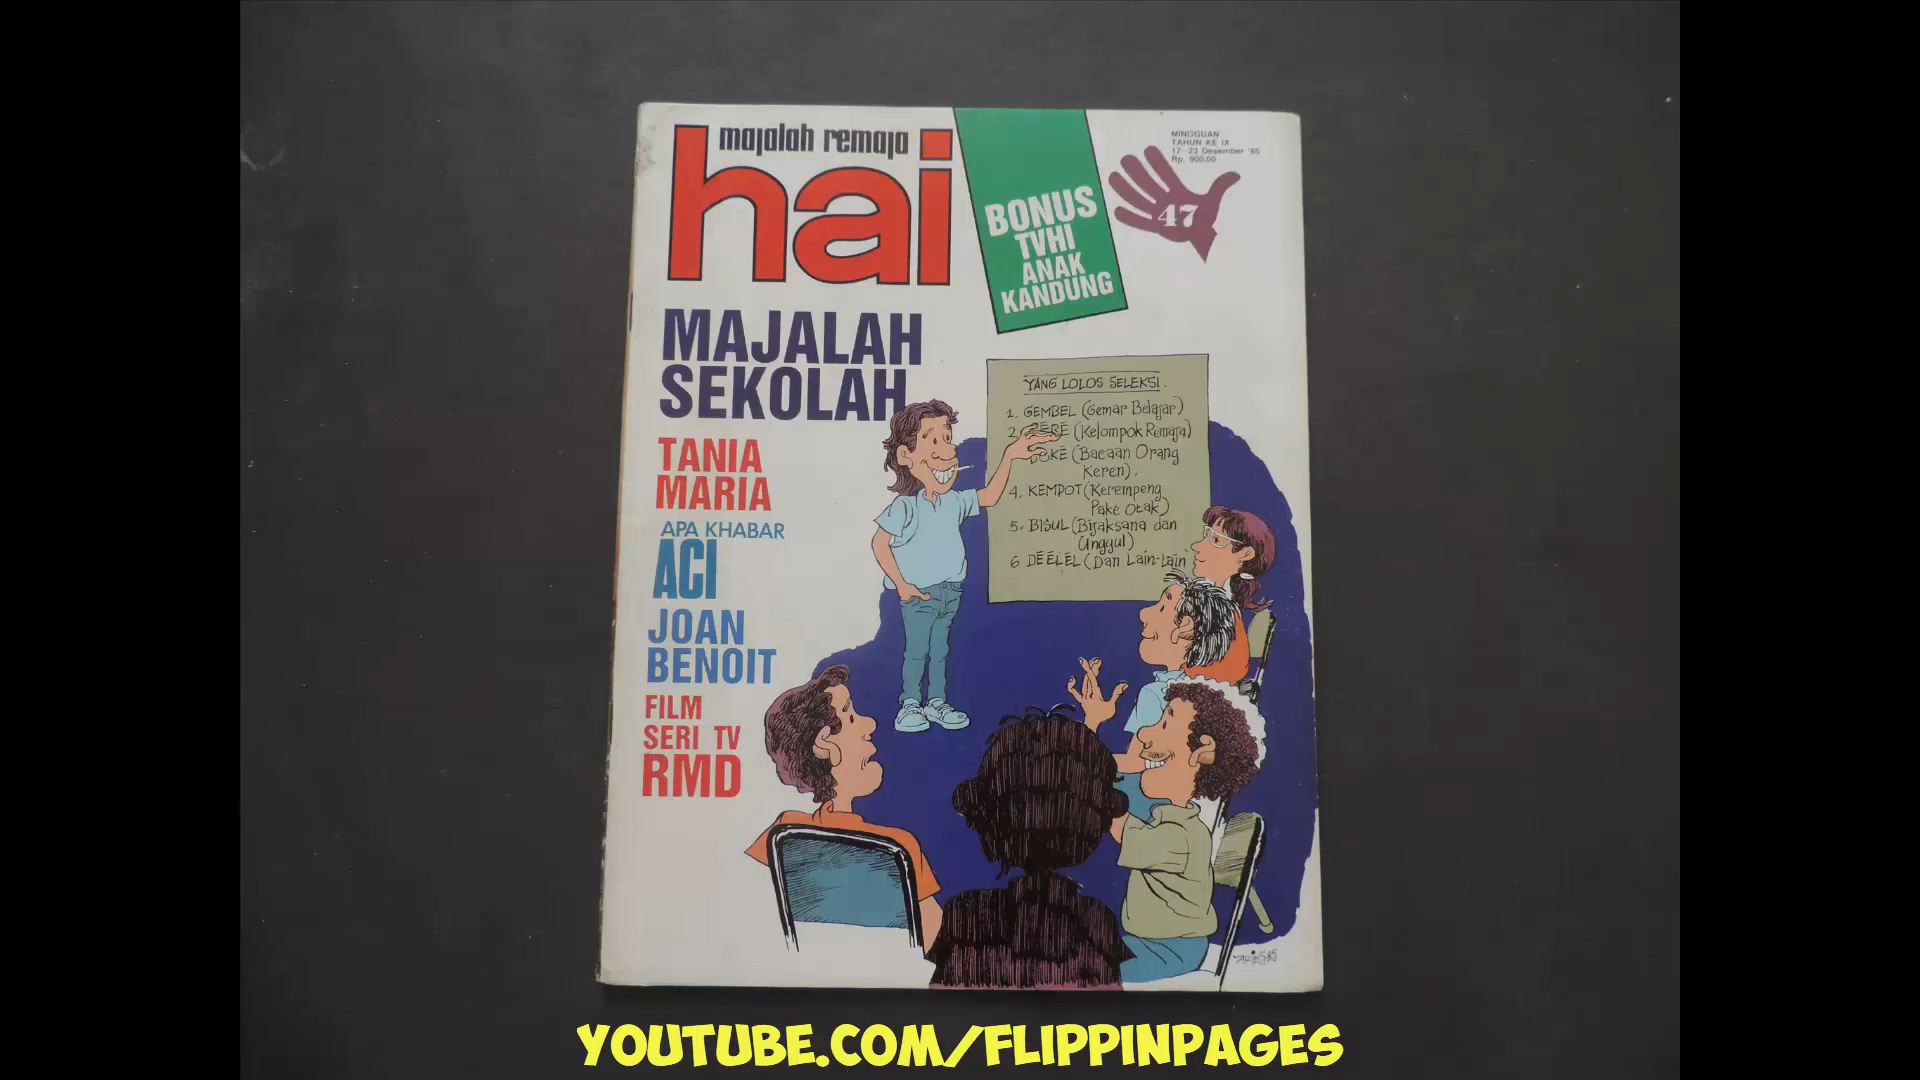 majalah remaja
hai
BONUS
TVHI
ANAK
KANDUNG
MINGGUAN
TAHUN KE IX
17 - 23 Desember '85
Rp. 900,00
47
MAJALAH
SEKOLAH
TANIA
MARIA
APA KHABAR
ACI
JOAN
BENOIT
FILM
SERI TV
RMD
YANG LOLOS SELEKSI.
1. GEMBEL (Gemar Belajar)
2. (Kelompok Remaja)
(Bacaan Orang
Keren).
4. KEMPOT (Kerempeng
Pake Otak)
5. BISUL (Bijaksana dan
Unggul)
6 DEELEL (Dan Lain-Lain
ARIES85
YOUTUBE.COM/FLIPPINPAGES